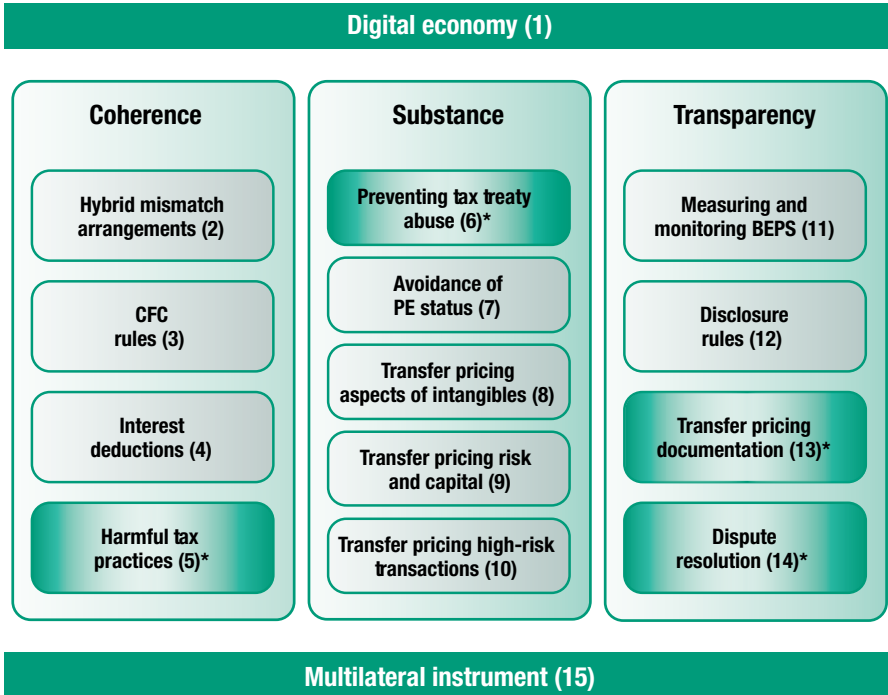 Digital economy (1)
Coherence
Hybrid mismatch
arrangements (2)
CFC
rules (3)
Interest
deductions (4)
Harmful tax
practices (5)*
Substance
Preventing tax treaty
abuse (6)*
Avoidance of
PE status (7)
Transfer pricing
aspects of intangibles (8)
Transfer pricing risk
and capital (9)
Transfer pricing high-risk
transactions (10)
Transparency
Measuring and
monitoring BEPS (11)
Disclosure
rules (12)
Transfer pricing
documentation (13)*
Dispute
resolution (14)*
Multilateral instrument (15)